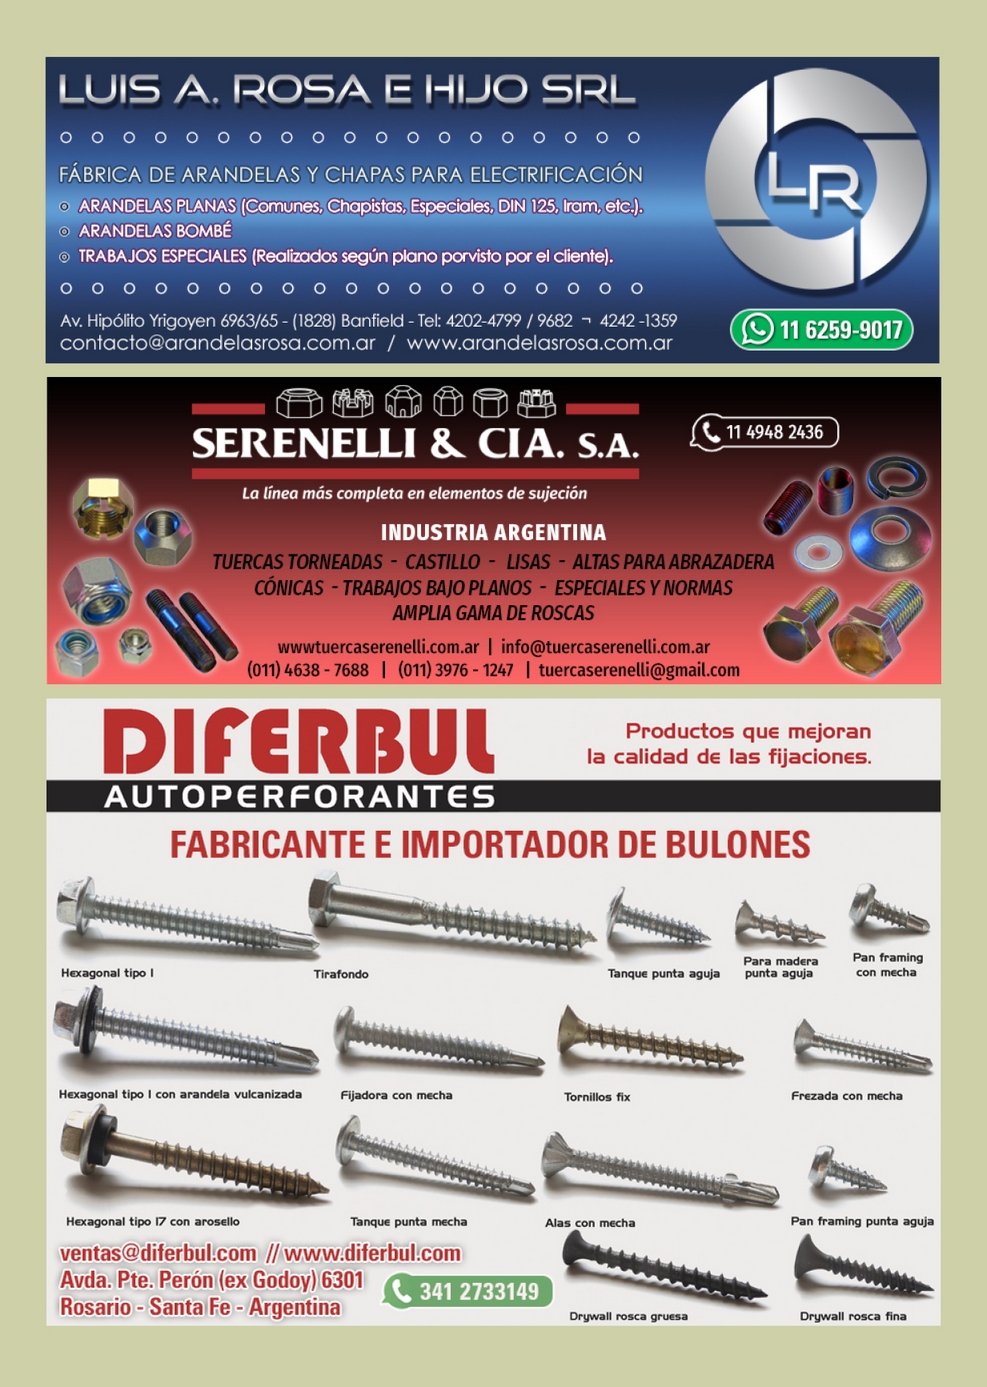 LUIS A. ROSA E HIJO SRL
FÁBRICA DE ARANDELAS Y CHAPAS PARA ELECTRIFICACIÓN
ARANDELAS PLANAS (Comunes, Chapistas, Especiales, DIN 125, Iram, etc.).
ARANDELAS BOMBÉ
TRABAJOS ESPECIALES (Realizados según plano porvisto por el cliente).
Av. Hipólito Yrigoyen 6963/65 - (1828) Banfield - Tel: 4202-4799 / 9682 ¬ 4242 -1359
contacto@arandelasrosa.com.ar / www.arandelasrosa.com.ar
LR
11 6259-9017
SERENELLI & CIA. S.A.
La línea más completa en elementos de sujeción
11 4948 2436
INDUSTRIA ARGENTINA
TUERCAS TORNEADAS - CASTILLO - LISAS - ALTAS PARA ABRAZADERA
CÓNICAS - TRABAJOS BAJO PLANOS - ESPECIALES Y NORMAS
AMPLIA GAMA DE ROSCAS
wwwtuercaserenelli.com.ar | info@tuercaserenelli.com.ar
(011) 4638 - 7688 | (011) 3976 - 1247 | tuercaserenelli@gmail.com
DIFERBUL
AUTOPERFORANTES
Productos que mejoran
la calidad de las fijaciones.
FABRICANTE E IMPORTADOR DE BULONES
Hexagonal tipo 1
Tirafondo
Tanque punta aguja
Para madera
punta aguja
Pan framing
con mecha
Hexagonal tipo 1 con arandela vulcanizada
Fijadora con mecha
Tornillos fix
Frezada con mecha
Hexagonal tipo 17 con arosello
Tanque punta mecha
Alas con mecha
Pan framing punta aguja
ventas@diferbul.com // www.diferbul.com
Avda. Pte. Perón (ex Godoy) 6301
Rosario - Santa Fe - Argentina
341 2733149
Drywall rosca gruesa
Drywall rosca fina